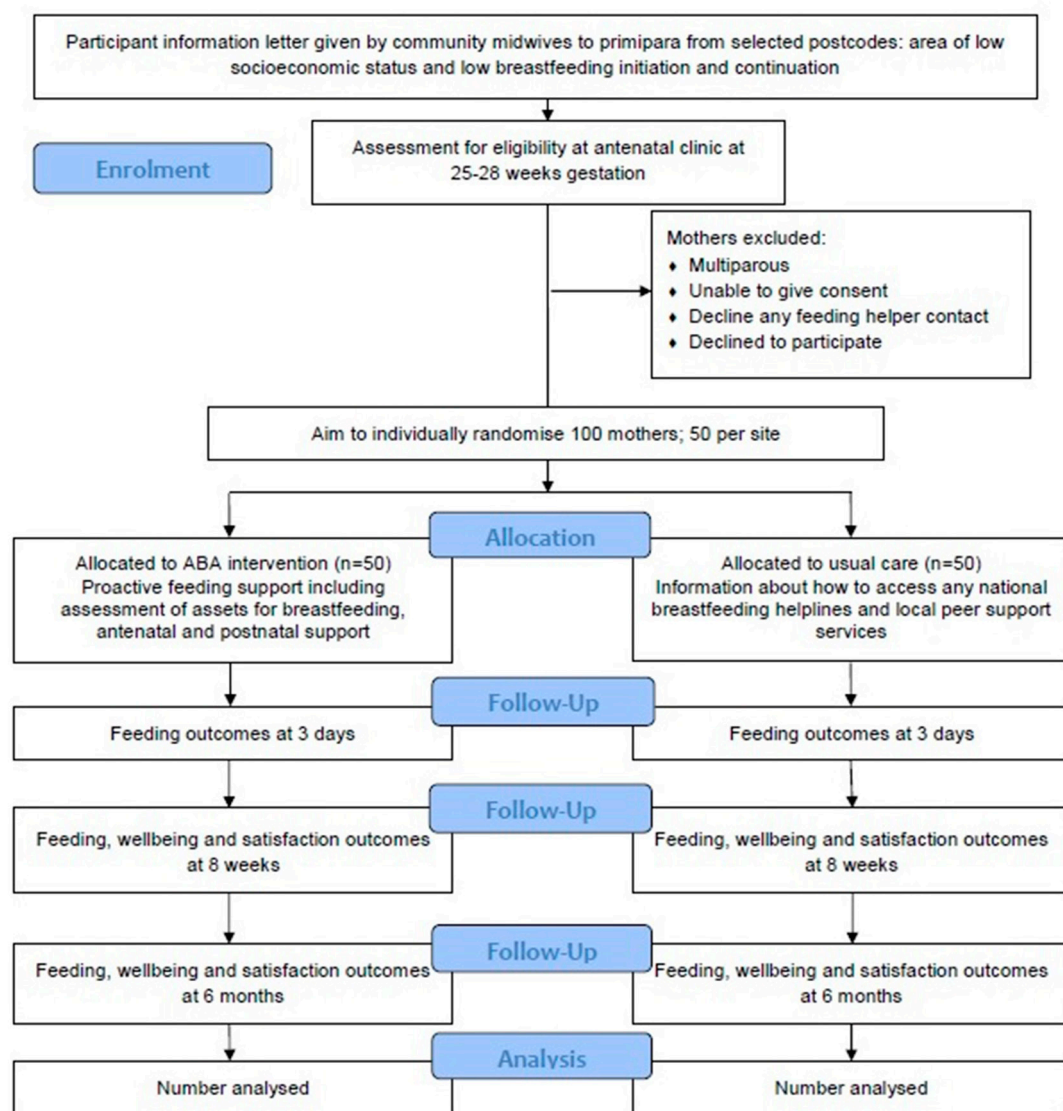 Participant information letter given by community midwives to primipara from selected postcodes: area of low
socioeconomic status and low breastfeeding initiation and continuation
Enrolment
Assessment for eligibility at antenatal clinic at
25-28 weeks gestation
Mothers excluded:
♦ Multiparous
♦ Unable to give consent
♦ Decline any feeding helper contact
♦ Declined to participate
Aim to individually randomise 100 mothers; 50 per site
Allocation
Allocated to ABA intervention (n=50)
Proactive feeding support including
assessment of assets for breastfeeding,
antenatal and postnatal support
Allocated to usual care (n=50)
Information about how to access any national
breastfeeding helplines and local peer support
services
Follow-Up
Feeding outcomes at 3 days
Feeding outcomes at 3 days
Follow-Up
Feeding, wellbeing and satisfaction outcomes
at 8 weeks
Feeding, wellbeing and satisfaction outcomes
at 8 weeks
Follow-Up
Feeding, wellbeing and satisfaction outcomes
at 6 months
Feeding, wellbeing and satisfaction outcomes
at 6 months
Analysis
Number analysed
Number analysed